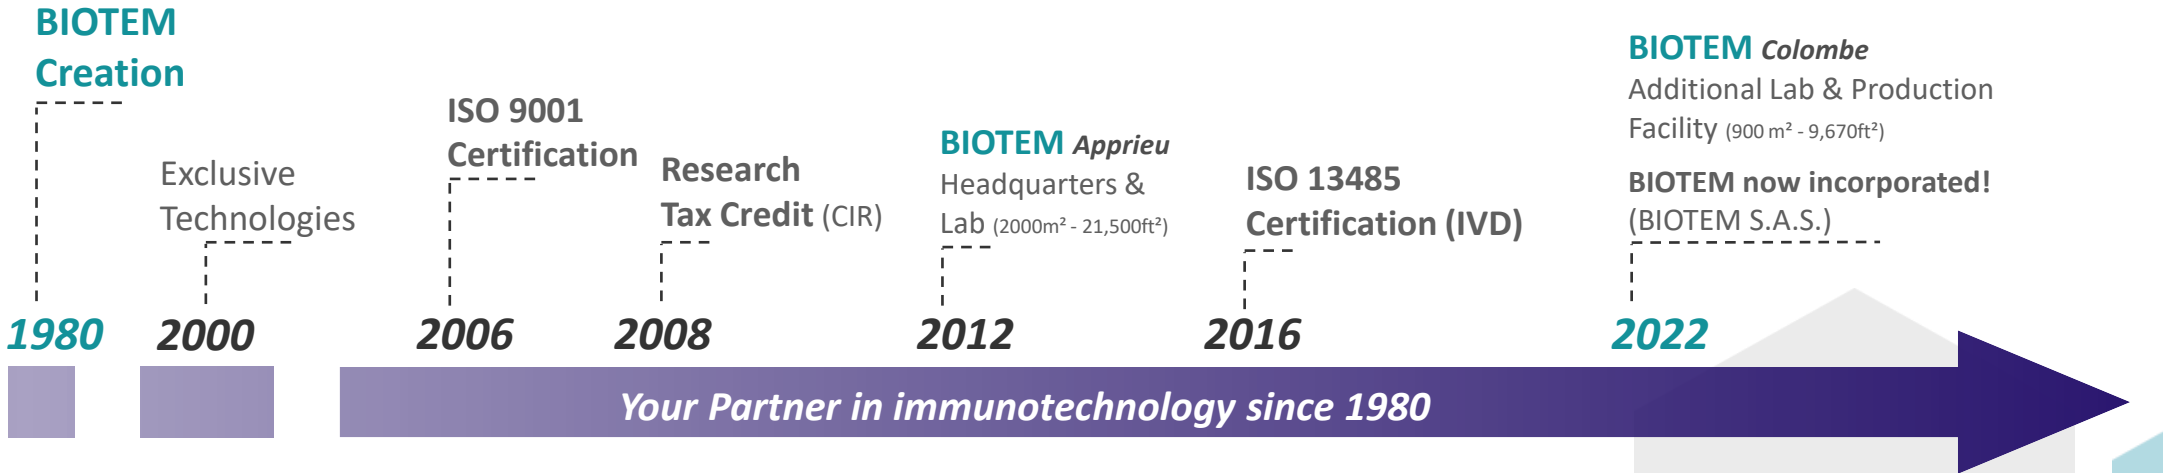 BIOTEM
Creation
1980
Exclusive
Technologies
2000
ISO 9001
Certification
2006
Research
Tax Credit (CIR)
2008
BIOTEM Apprieu
Headquarters &
Lab (2000m² - 21,500ft²)
2012
ISO 13485
Certification (IVD)
2016
BIOTEM Colombe
Additional Lab & Production
Facility (900 m² - 9,670ft²)
BIOTEM now incorporated!
(BIOTEM S.A.S.)
2022
Your Partner in immunotechnology since 1980